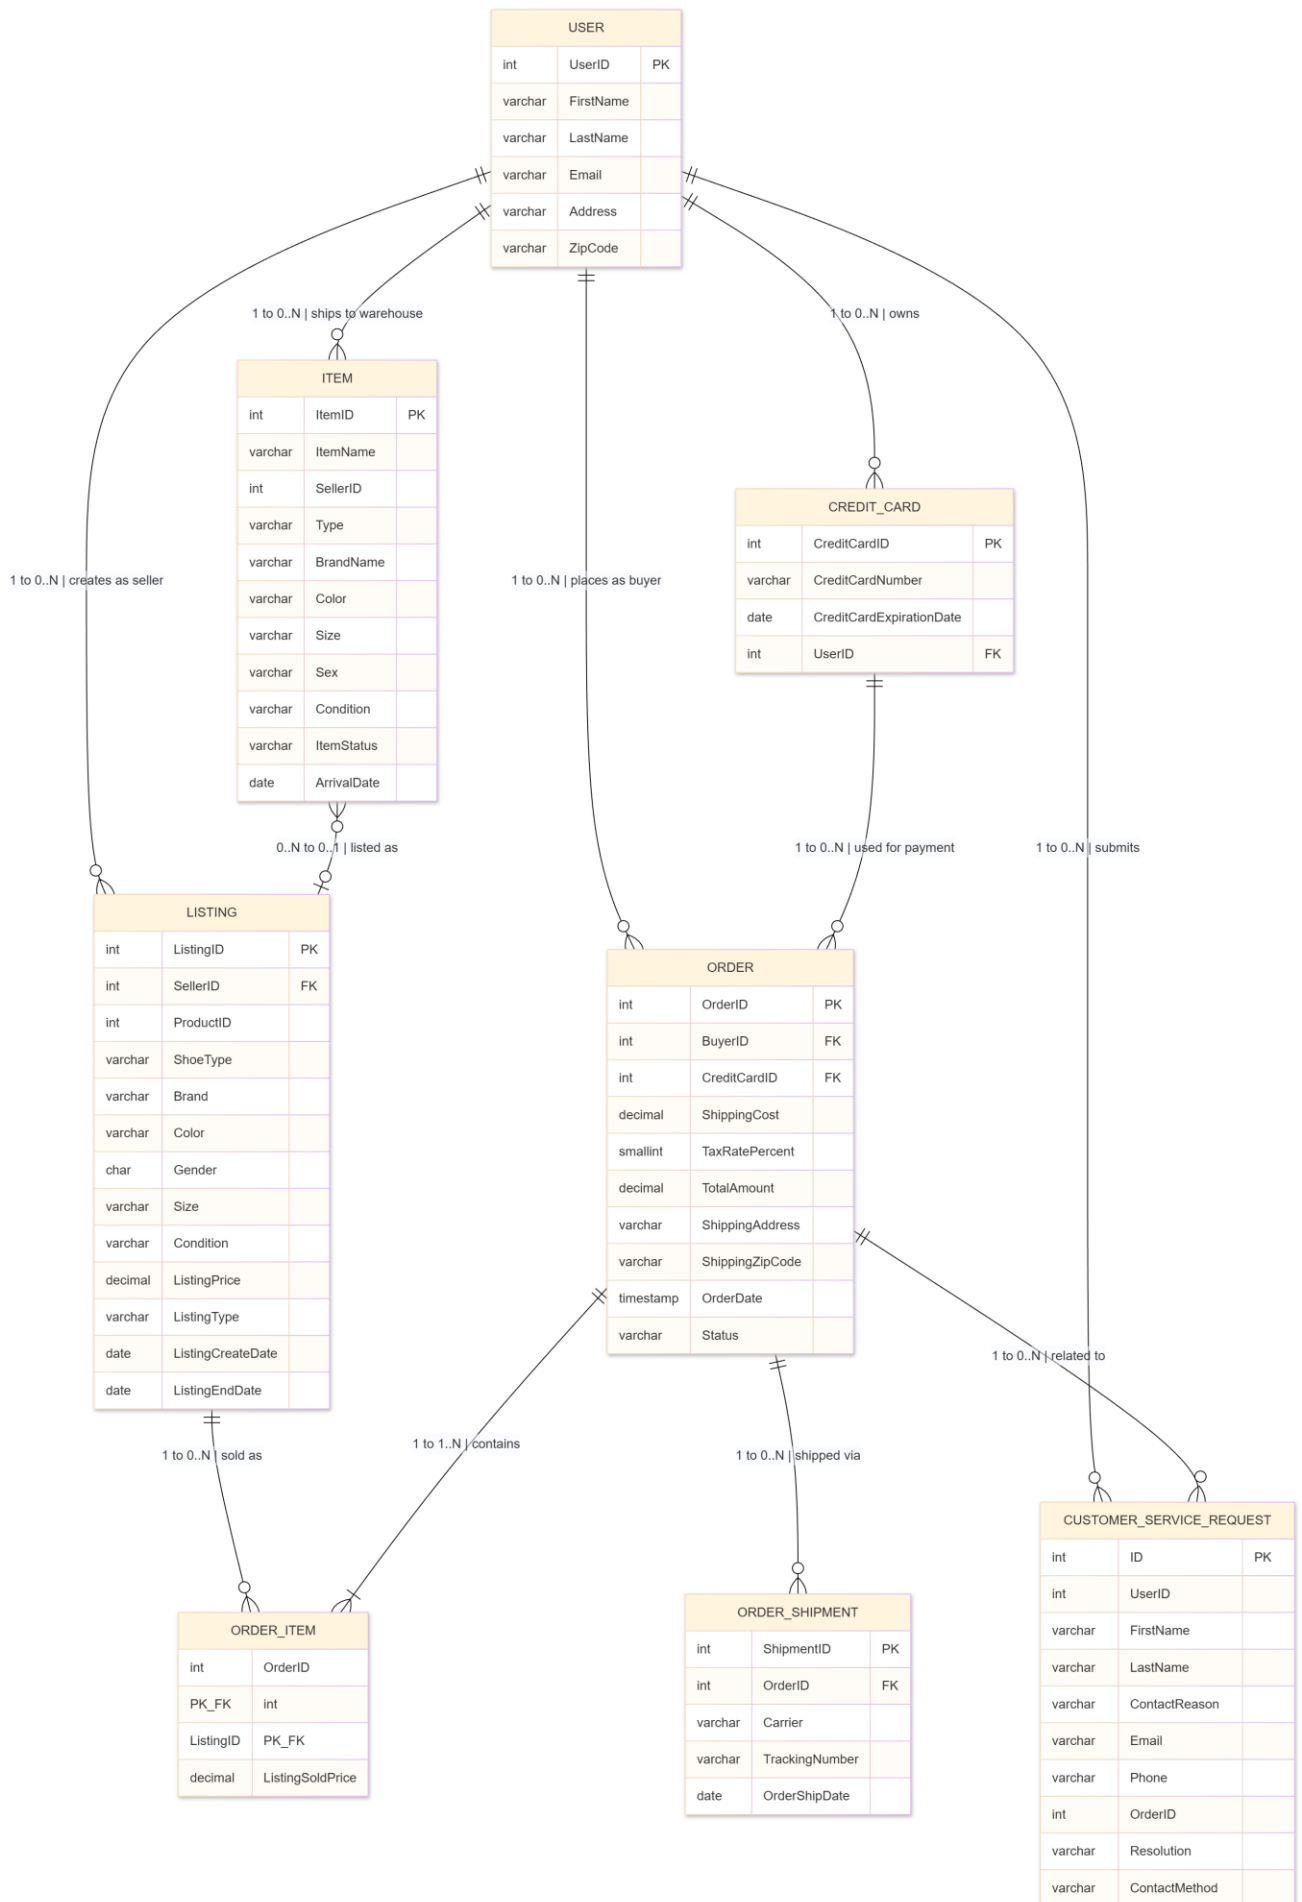 USER
int UserID PK
varchar FirstName
varchar LastName
varchar Email
varchar Address
varchar ZipCode
1 to 0..N | ships to warehouse
1 to 0..N | owns
ITEM
int ItemID PK
varchar ItemName
int SellerID
varchar Type
varchar BrandName
varchar Color
varchar Size
varchar Sex
varchar Condition
varchar ItemStatus
date ArrivalDate
CREDIT_CARD
int CreditCardID PK
varchar CreditCardNumber
date CreditCardExpirationDate
int UserID FK
1 to 0..N | creates as seller
1 to 0..N | places as buyer
0..N to 0..1 | listed as
1 to 0..N | used for payment
1 to 0..N | submits
LISTING
int ListingID PK
int SellerID FK
int ProductID
varchar ShoeType
varchar Brand
varchar Color
char Gender
varchar Size
varchar Condition
decimal ListingPrice
varchar ListingType
date ListingCreateDate
date ListingEndDate
ORDER
int OrderID PK
int BuyerID FK
int CreditCardID FK
decimal ShippingCost
smallint TaxRatePercent
decimal TotalAmount
varchar ShippingAddress
varchar ShippingZipCode
timestamp OrderDate
varchar Status
1 to 0..N | related to
1 to 0..N | sold as
1 to 1..N | contains
1 to 0..N | shipped via
ORDER_ITEM
int OrderID
PK_FK int
ListingID PK_FK
decimal ListingSoldPrice
ORDER_SHIPMENT
int ShipmentID PK
int OrderID FK
varchar Carrier
varchar TrackingNumber
date OrderShipDate
CUSTOMER_SERVICE_REQUEST
int ID PK
int UserID
varchar FirstName
varchar LastName
varchar ContactReason
varchar Email
varchar Phone
int OrderID
varchar Resolution
varchar ContactMethod